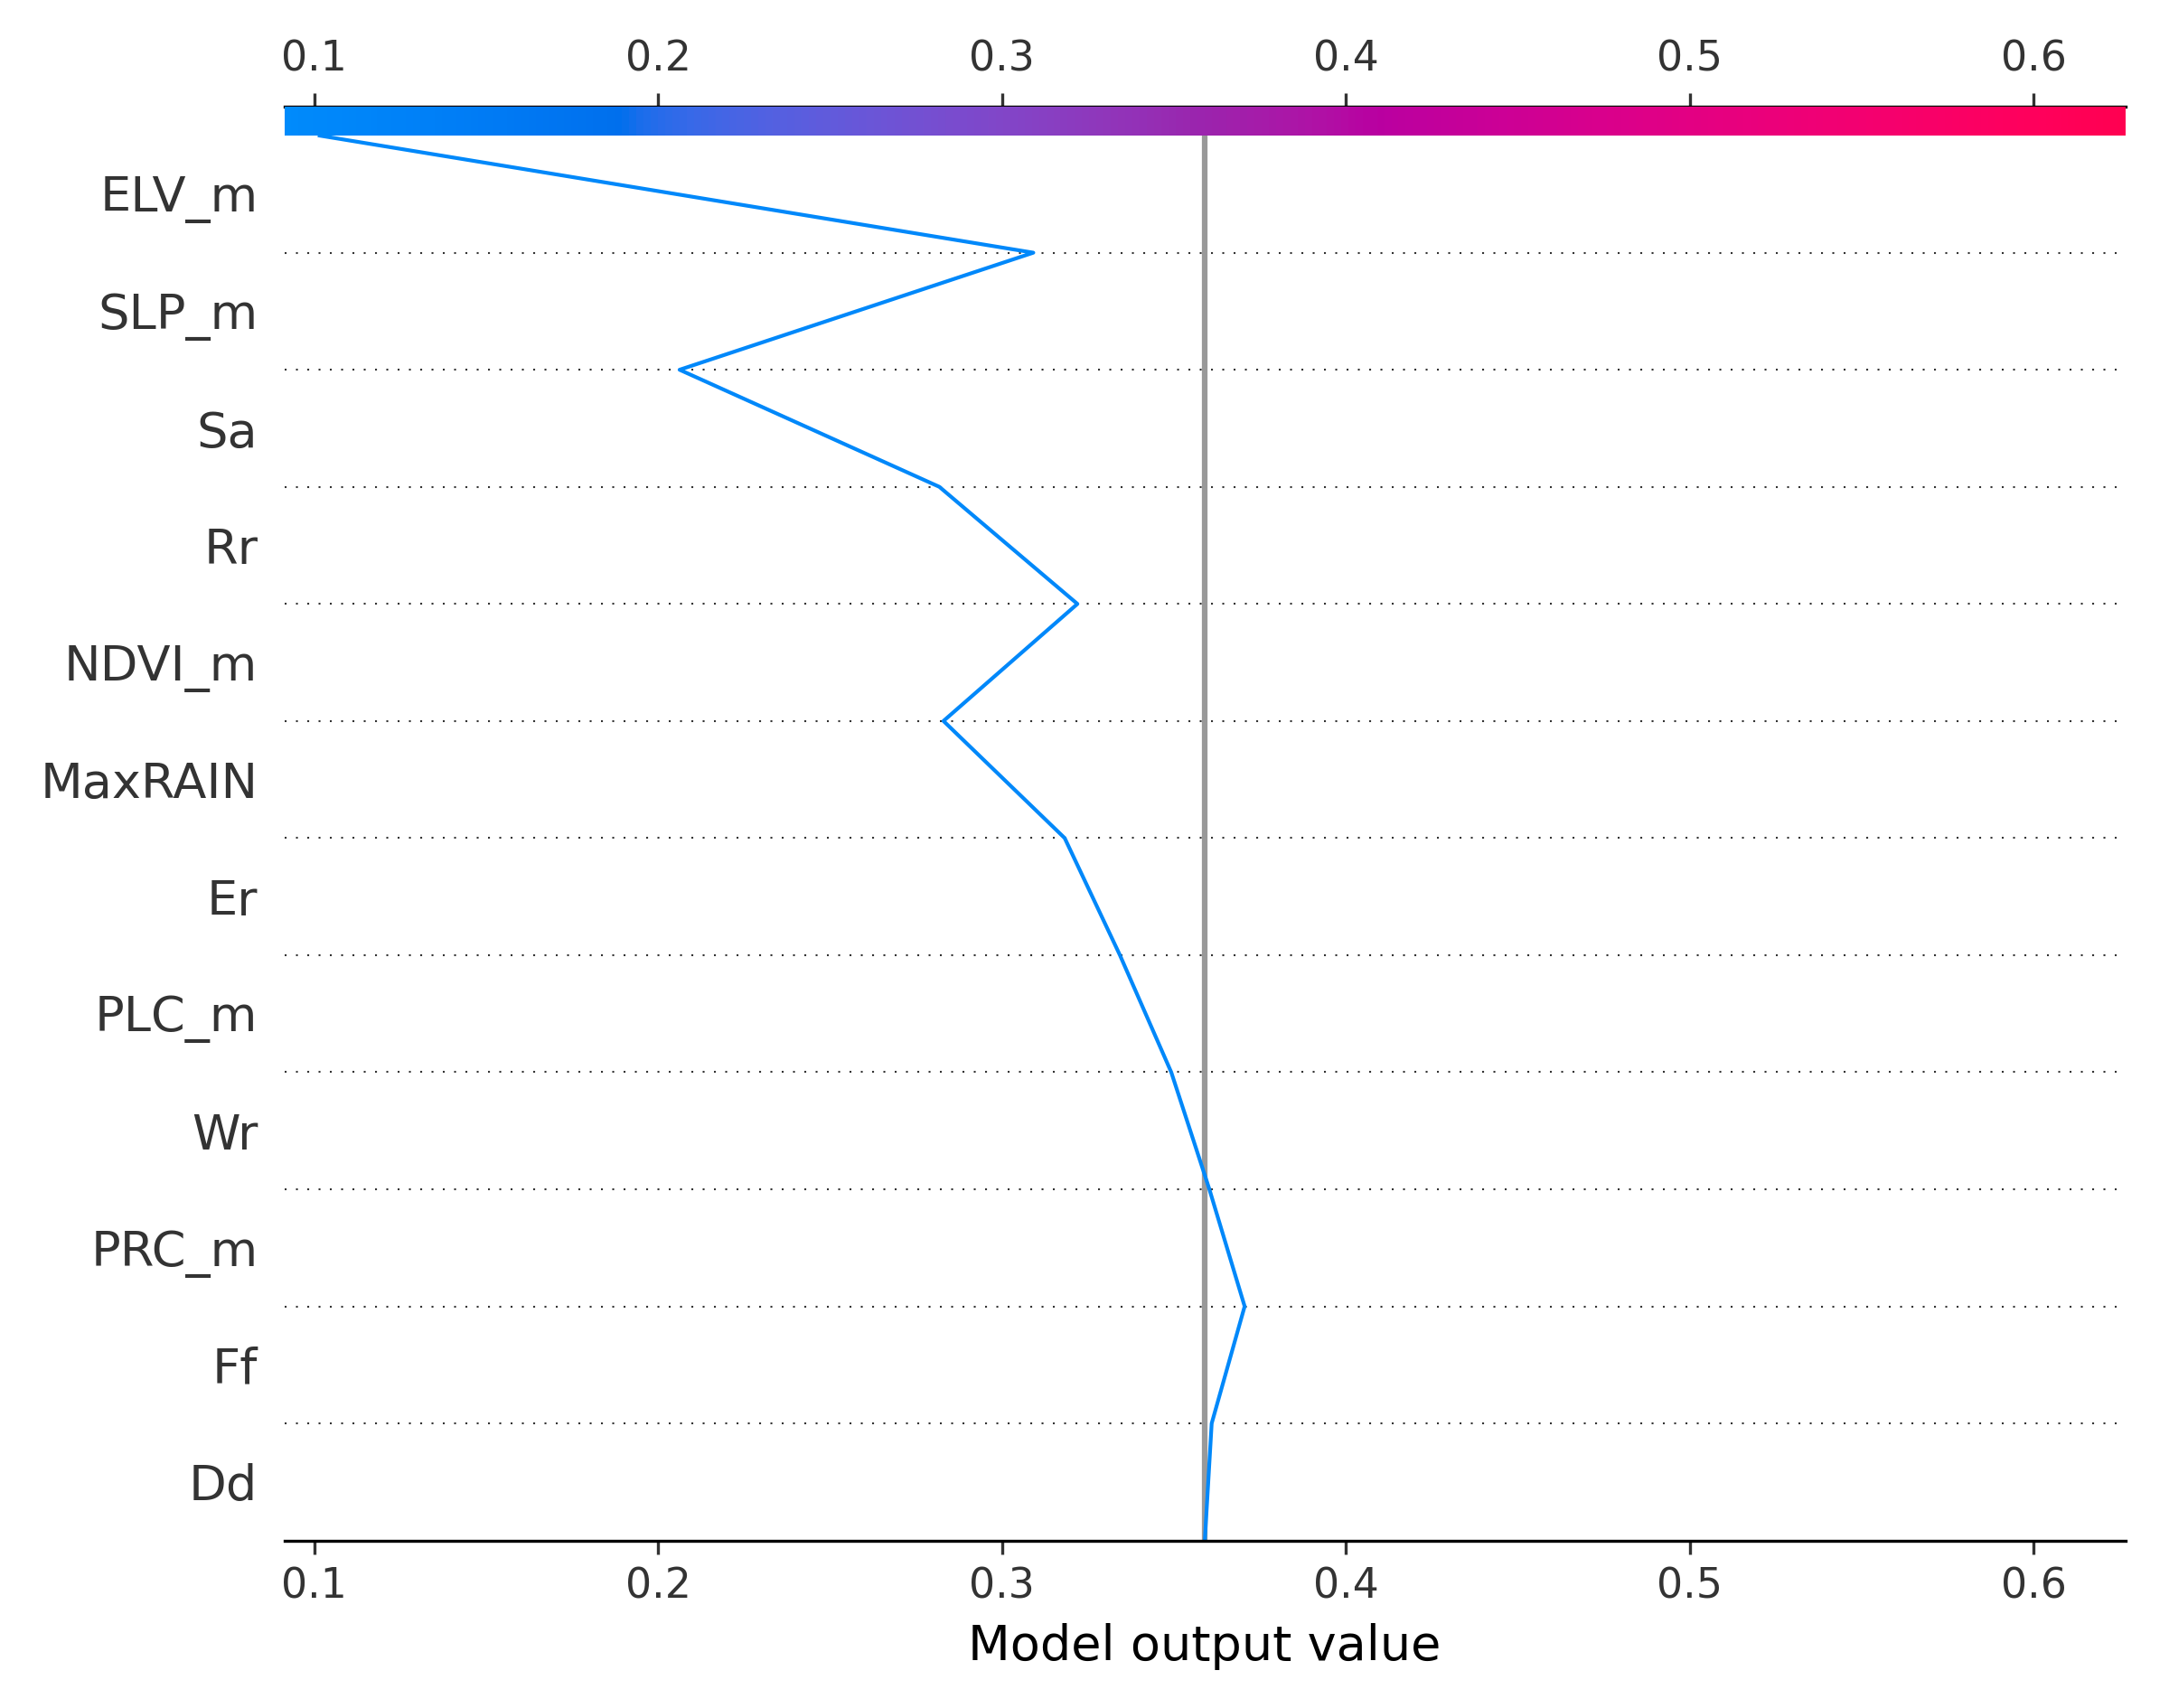 0.1 0.2 0.3 0.4 0.5 0.6
ELV_m
SLP_m
Sa
Rr
NDVI_m
MaxRAIN
Er
PLC_m
Wr
PRC_m
Ff
Dd
0.1 0.2 0.3 0.4 0.5 0.6
Model output value